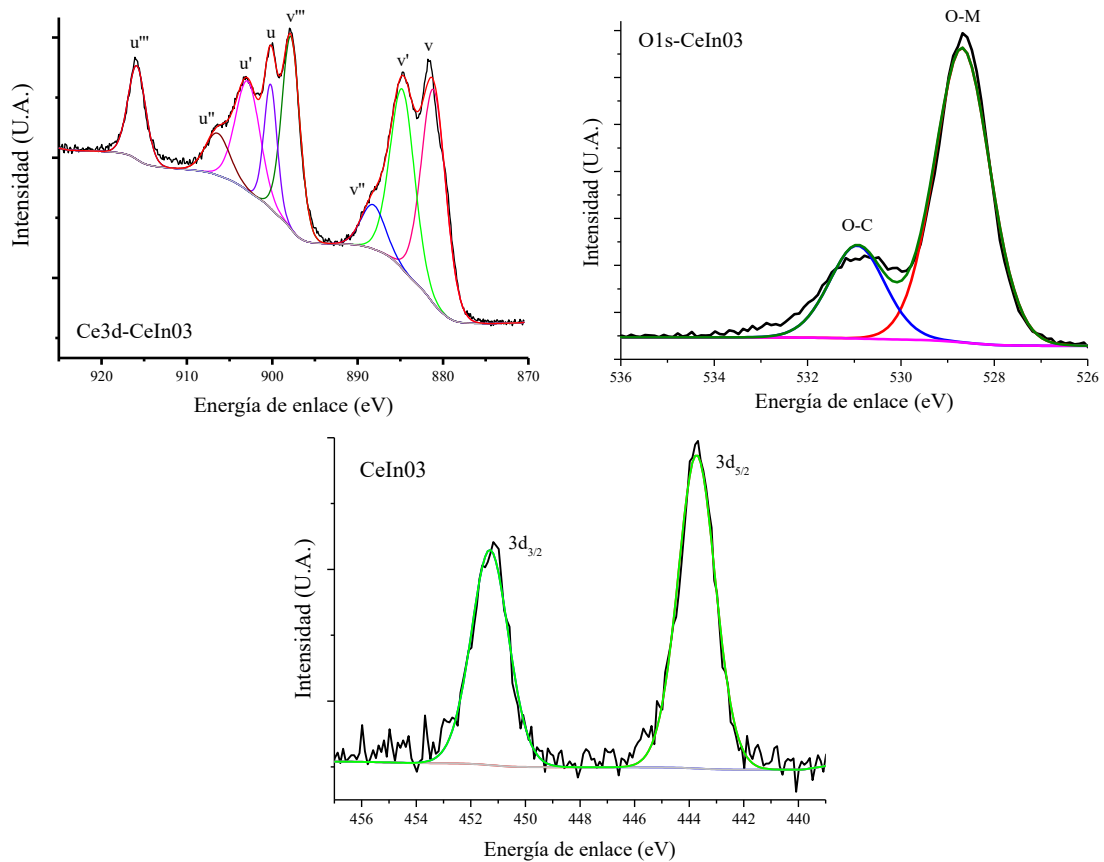 u'''
u''
u'
u
v'''
v''
v'
v
Intensidad (U.A.)
Ce3d-CeIn03
920 910 900 890 880 870
Energía de enlace (eV)
O1s-CeIn03
O-M
O-C
Intensidad (U.A.)
536 534 532 530 528 526
Energía de enlace (eV)
CeIn03
3d5/2
3d3/2
Intensidad (U.A.)
456 454 452 450 448 446 444 442 440
Energía de enlace (eV)